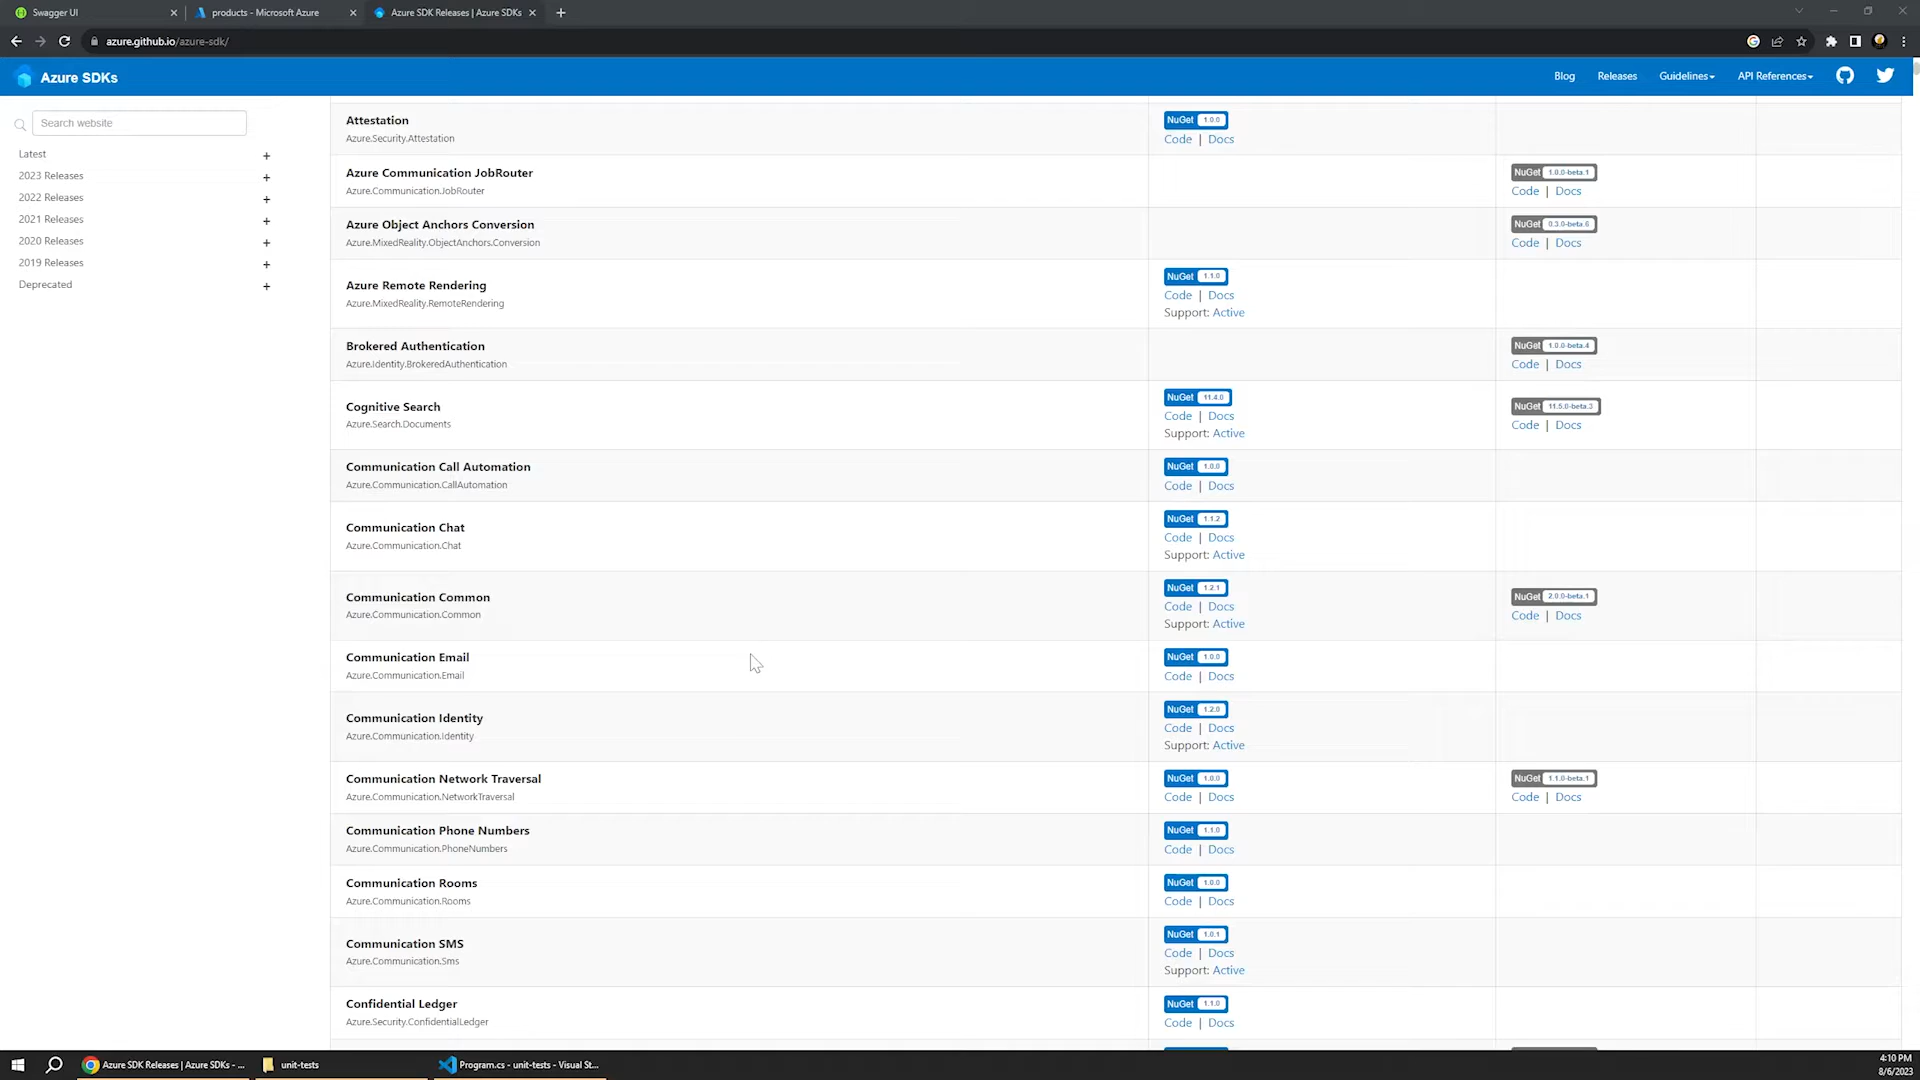 Swagger UI
products - Microsoft Azure
Azure SDK Releases | Azure SDKs
azure.github.io/azure-sdk/
Azure SDKs
Blog
Releases
Guidelines
API References
Search website
Latest +
2023 Releases +
2022 Releases +
2021 Releases +
2020 Releases +
2019 Releases +
Deprecated +
Attestation
Azure.Security.Attestation
NuGet 1.0.0
Code | Docs
Azure Communication JobRouter
Azure.Communication.JobRouter
NuGet 1.0.0-beta.1
Code | Docs
Azure Object Anchors Conversion
Azure.MixedReality.ObjectAnchors.Conversion
NuGet 0.3.0-beta.6
Code | Docs
Azure Remote Rendering
Azure.MixedReality.RemoteRendering
NuGet 1.1.0
Code | Docs
Support: Active
Brokered Authentication
Azure.Identity.BrokeredAuthentication
NuGet 1.0.0-beta.4
Code | Docs
Cognitive Search
Azure.Search.Documents
NuGet 11.4.0
Code | Docs
Support: Active
NuGet 11.5.0-beta.3
Code | Docs
Communication Call Automation
Azure.Communication.CallAutomation
NuGet 1.0.0
Code | Docs
Communication Chat
Azure.Communication.Chat
NuGet 1.1.2
Code | Docs
Support: Active
Communication Common
Azure.Communication.Common
NuGet 1.2.1
Code | Docs
Support: Active
NuGet 2.0.0-beta.1
Code | Docs
Communication Email
Azure.Communication.Email
NuGet 1.0.0
Code | Docs
Communication Identity
Azure.Communication.Identity
NuGet 1.2.0
Code | Docs
Support: Active
Communication Network Traversal
Azure.Communication.NetworkTraversal
NuGet 1.0.0
Code | Docs
NuGet 1.1.0-beta.1
Code | Docs
Communication Phone Numbers
Azure.Communication.PhoneNumbers
NuGet 1.1.0
Code | Docs
Communication Rooms
Azure.Communication.Rooms
NuGet 1.0.0
Code | Docs
Communication SMS
Azure.Communication.Sms
NuGet 1.0.1
Code | Docs
Support: Active
Confidential Ledger
Azure.Security.ConfidentialLedger
NuGet 1.1.0
Code | Docs
Azure SDK Releases | Azure SDKs - ...
unit-tests
Program.cs - unit-tests - Visual St...
4:10 PM
8/6/2023